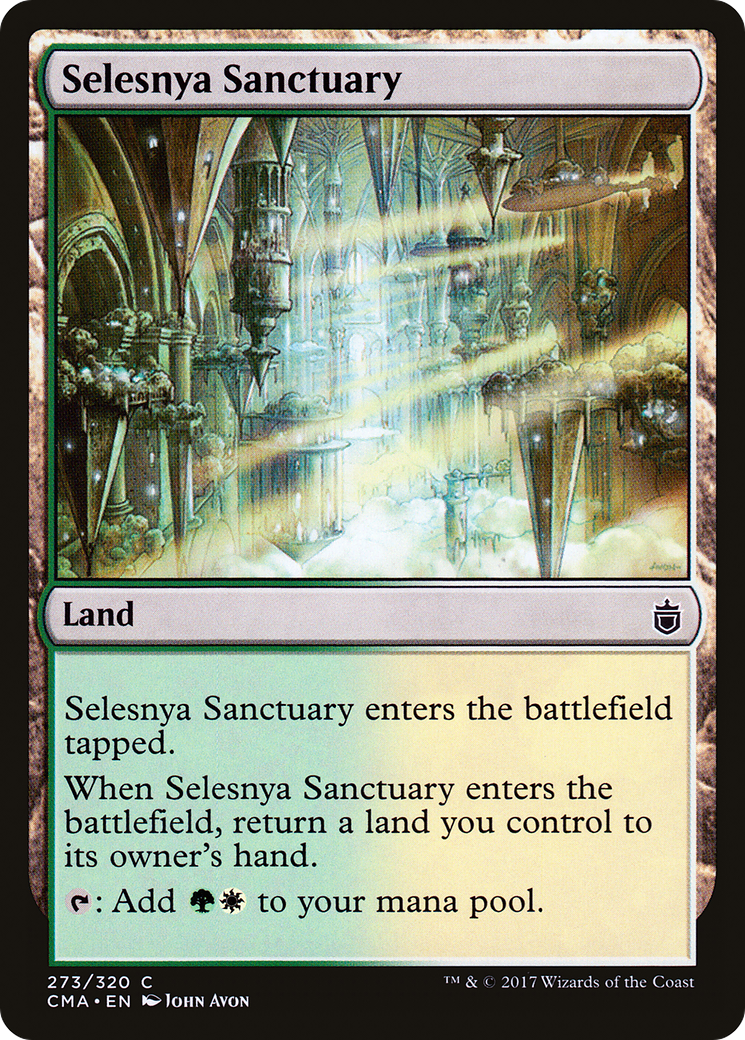 Selesnya Sanctuary
Land
Selesnya Sanctuary enters the battlefield
tapped.
When Selesnya Sanctuary enters the
battlefield, return a land you control to
its owner's hand.
: Add to your mana pool.
273/320 C
™ & © 2017 Wizards of the Coast
CMA • EN John Avon